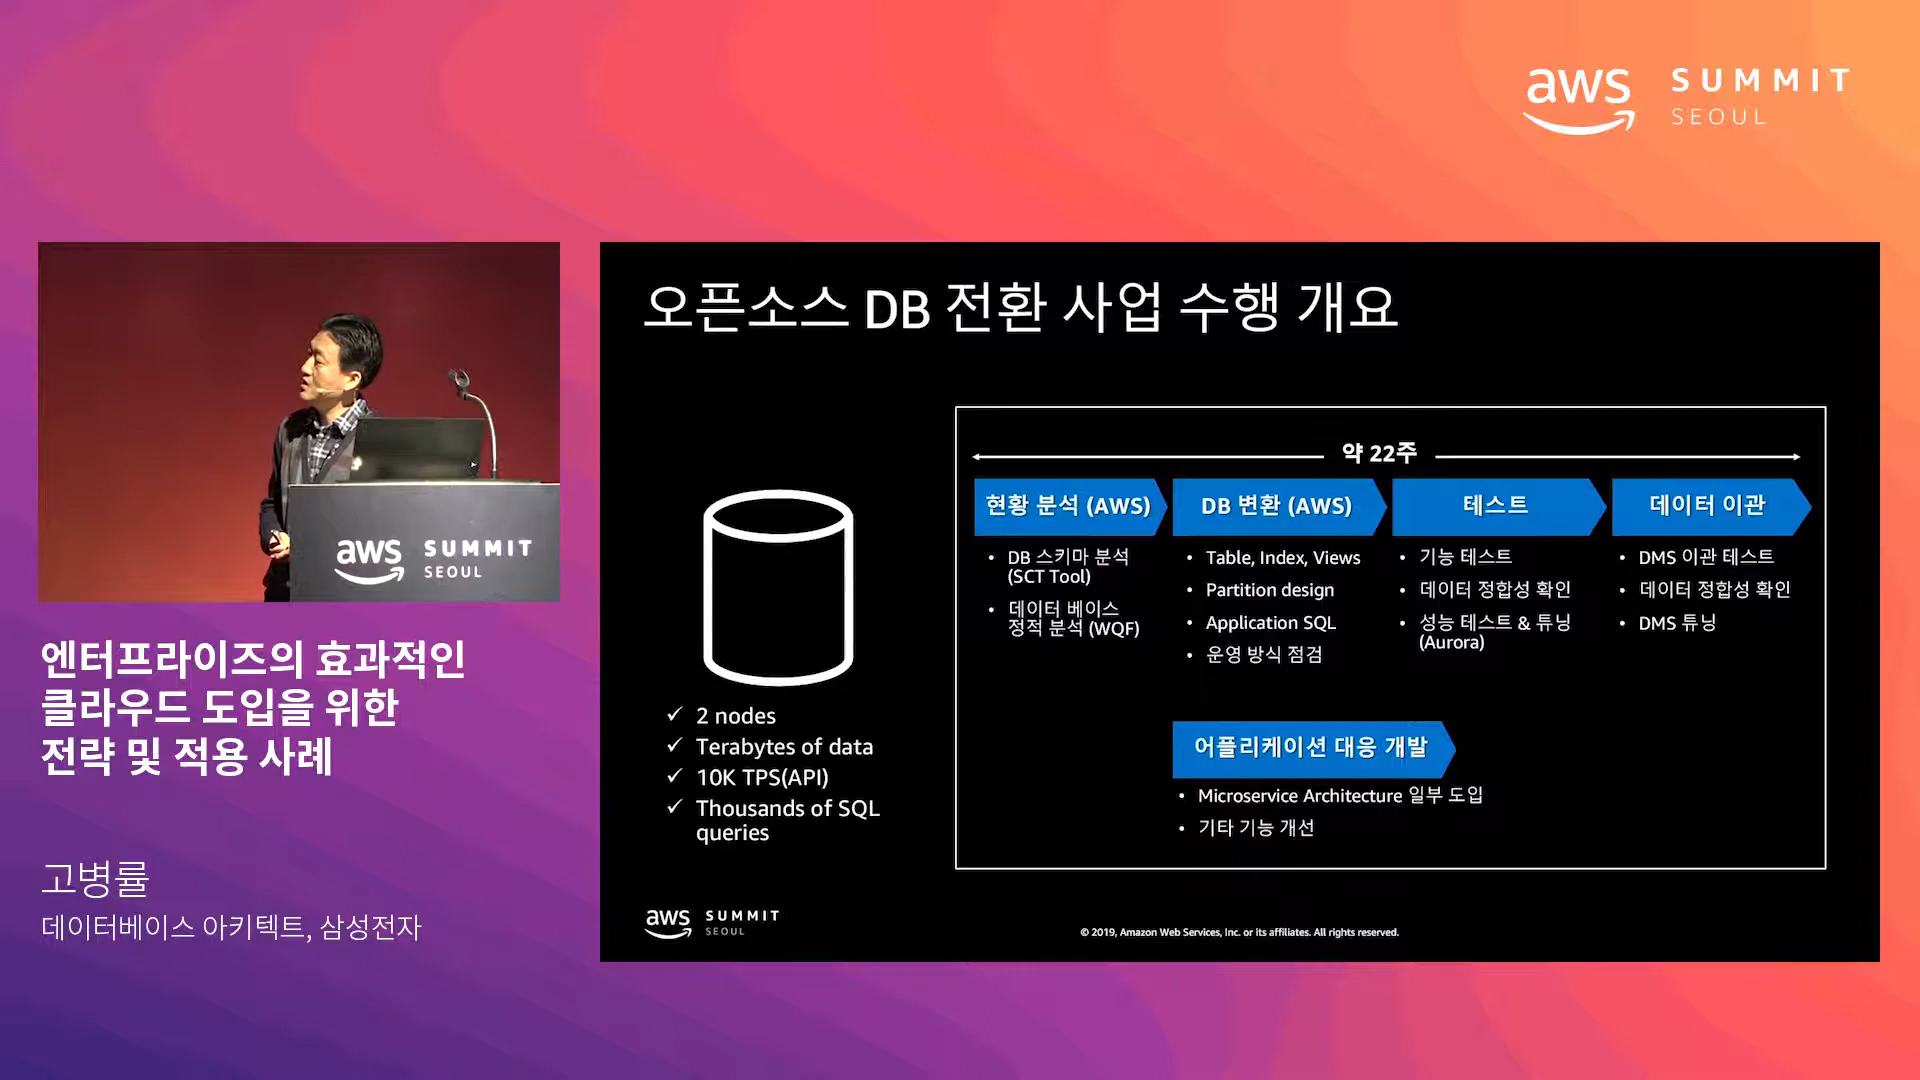 aws SUMMIT
SEOUL
aws SUMMIT
SEOUL
엔터프라이즈의 효과적인
클라우드 도입을 위한
전략 및 적용 사례
고병률
데이터베이스 아키텍트, 삼성전자
오픈소스 DB 전환 사업 수행 개요
✓ 2 nodes
✓ Terabytes of data
✓ 10K TPS(API)
✓ Thousands of SQL
queries
약 22주
현황 분석 (AWS)
• DB 스키마 분석
(SCT Tool)
• 데이터 베이스
정적 분석 (WQF)
DB 변환 (AWS)
• Table, Index, Views
• Partition design
• Application SQL
• 운영 방식 점검
테스트
• 기능 테스트
• 데이터 정합성 확인
• 성능 테스트 & 튜닝
(Aurora)
데이터 이관
• DMS 이관 테스트
• 데이터 정합성 확인
• DMS 튜닝
어플리케이션 대응 개발
• Microservice Architecture 일부 도입
• 기타 기능 개선
aws SUMMIT
SEOUL
© 2019, Amazon Web Services, Inc. or its affiliates. All rights reserved.